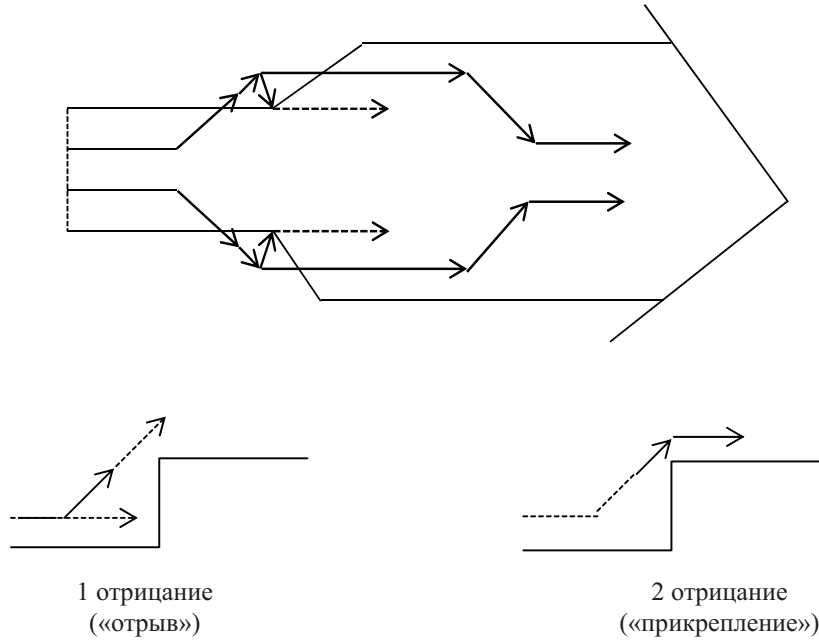 1 отрицание
(«отрыв»)
2 отрицание
(«прикрепление»)